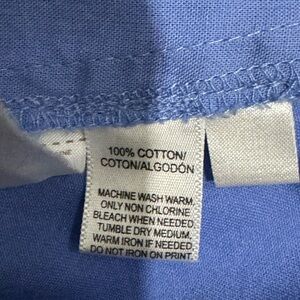 100% COTTON/
COTON/ALGODÓN
MACHINE WASH WARM.
ONLY NON CHLORINE
BLEACH WHEN NEEDED.
TUMBLE DRY MEDIUM.
WARM IRON IF NEEDED.
DO NOT IRON ON PRINT.